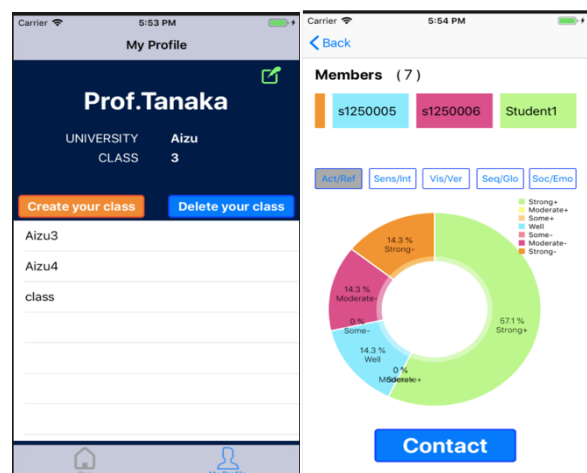 Carrier 5:53 PM
My Profile
Prof.Tanaka
UNIVERSITY Aizu
CLASS 3
Create your class Delete your class
Aizu3
Aizu4
class
My Profile
Carrier 5:54 PM
Back
Members (7)
s1250005 s1250006 Student1
Act/Ref Sens/Int Vis/Ver Seq/Glo Soc/Emo
Strong+
Moderate+
Some+
Well
Some-
Moderate-
Strong-
14.3 %
Strong-
14.3 %
Moderate-
0 %
Some-
14.3 %
Well
0 %
57.1 %
Strong+
Contact